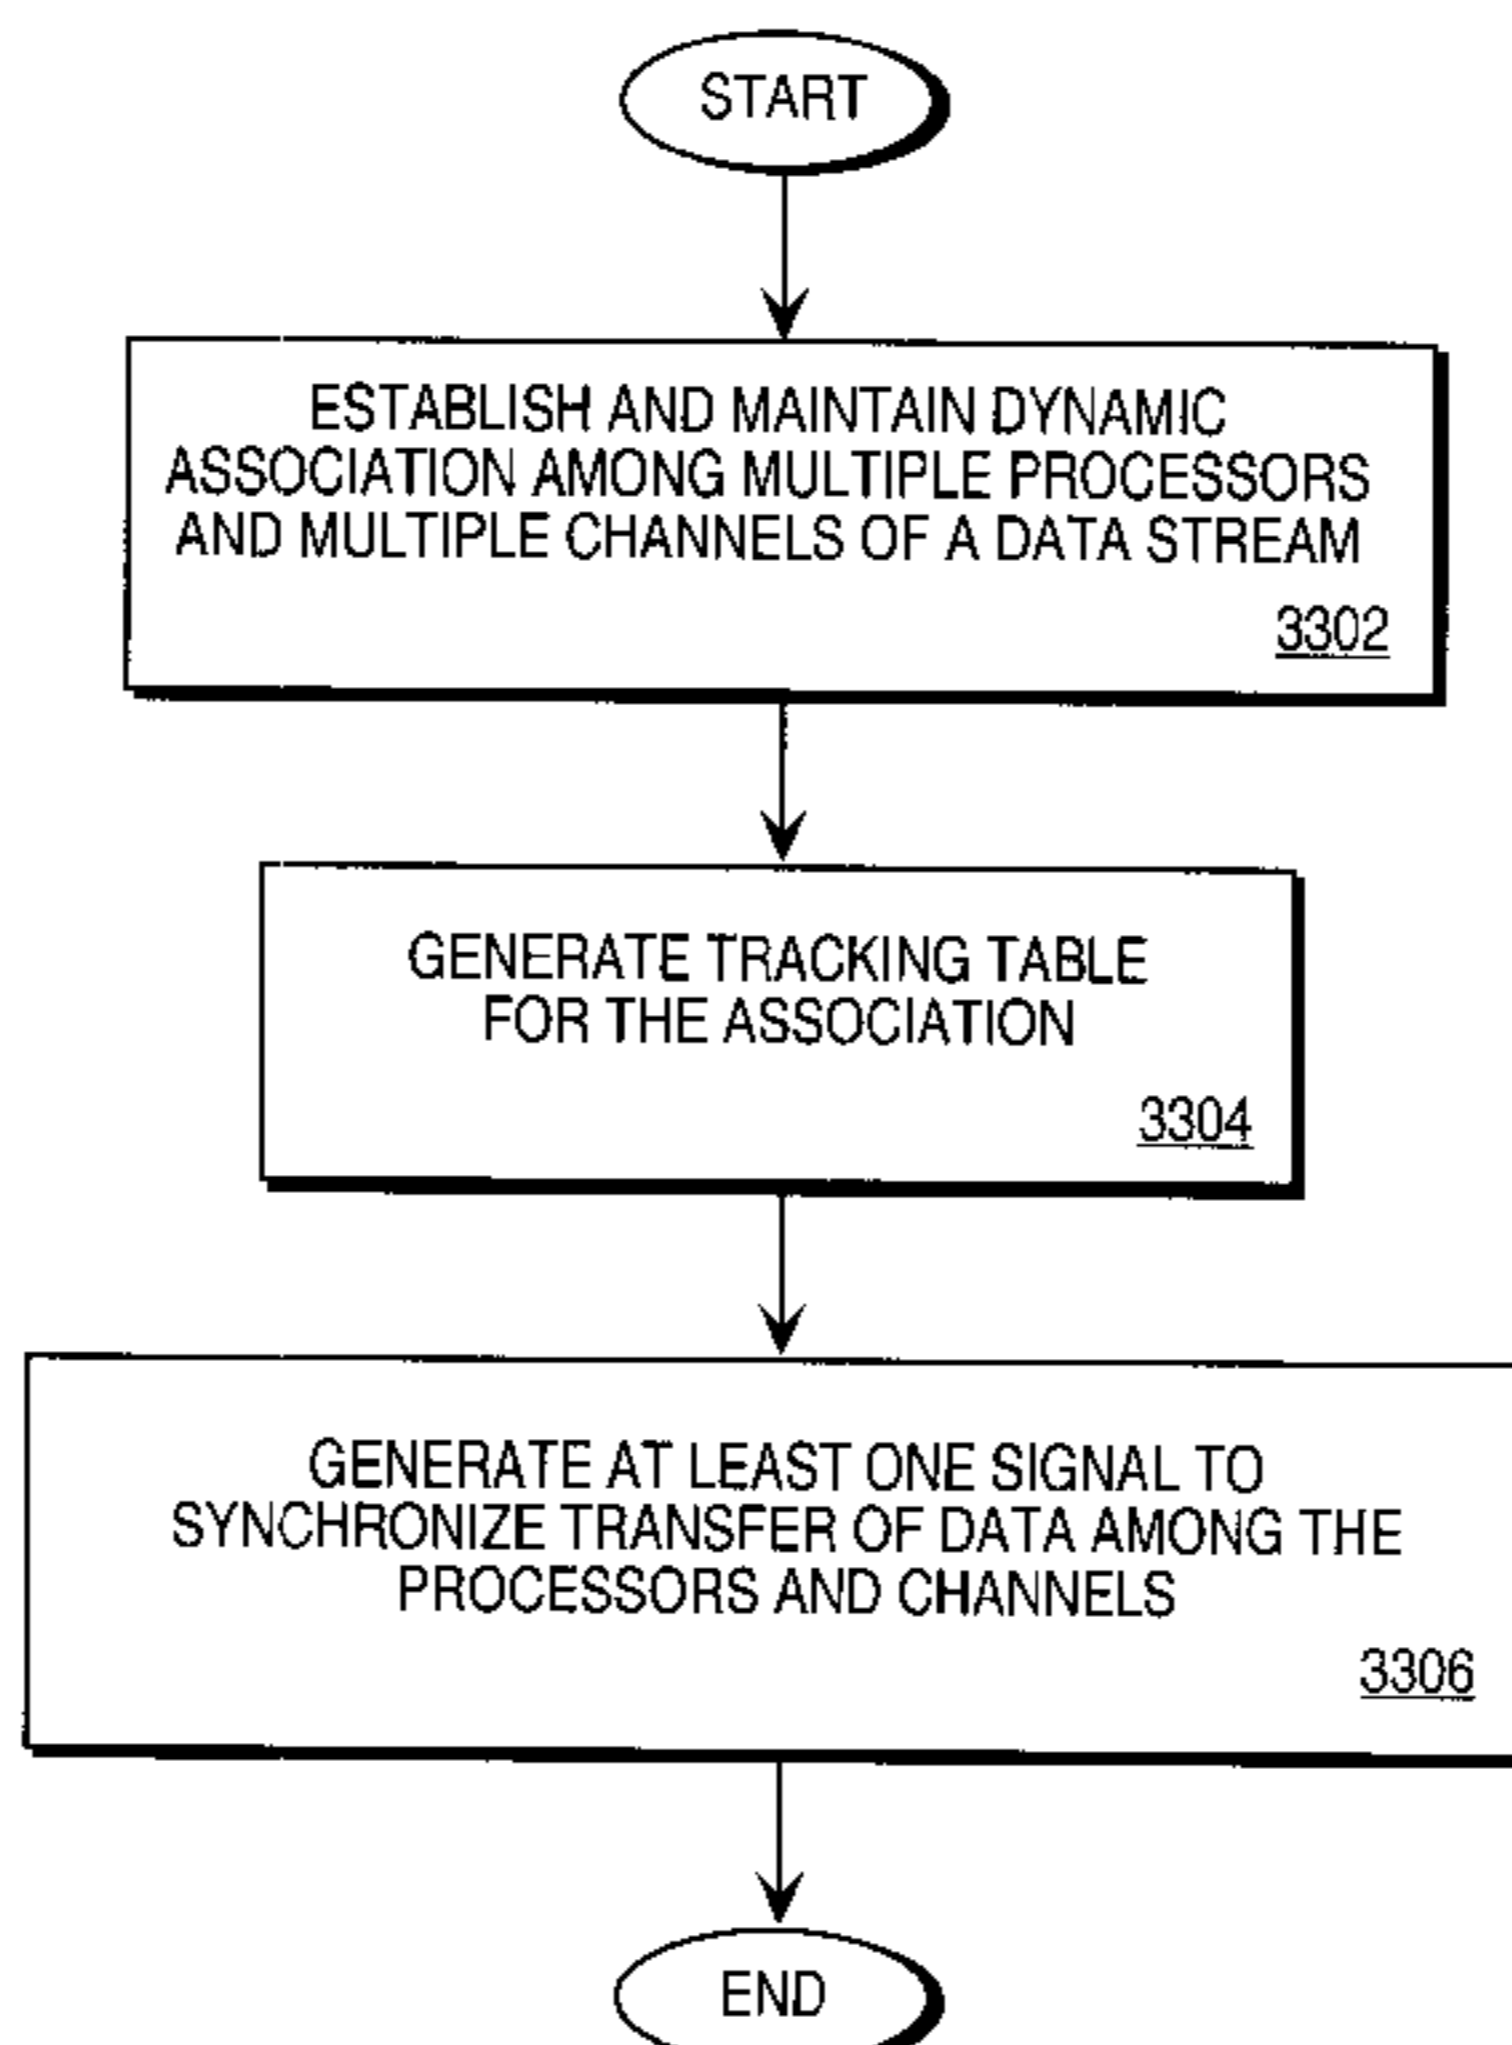 START
ESTABLISH AND MAINTAIN DYNAMIC
ASSOCIATION AMONG MULTIPLE PROCESSORS
AND MULTIPLE CHANNELS OF A DATA STREAM
3302
GENERATE TRACKING TABLE
FOR THE ASSOCIATION
3304
GENERATE AT LEAST ONE SIGNAL TO
SYNCHRONIZE TRANSFER OF DATA AMONG THE
PROCESSORS AND CHANNELS
3306
END